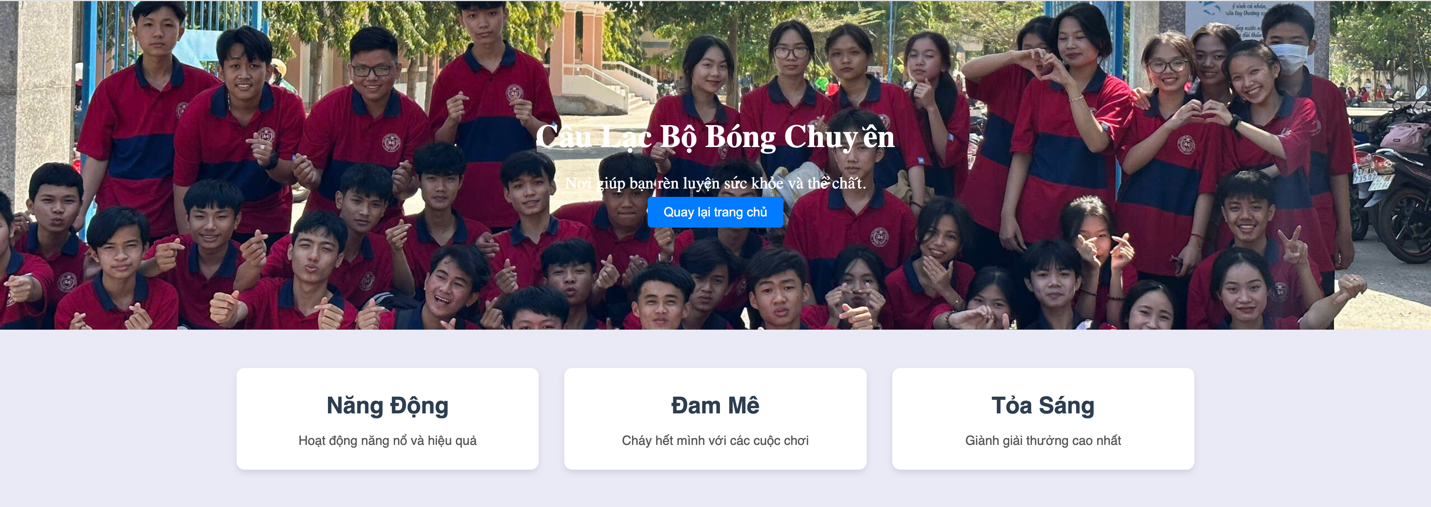 Câu Lạc Bộ Bóng Chuyền
Nơi giúp bạn rèn luyện sức khỏe và thể chất.
Quay lại trang chủ
Năng Động
Hoạt động năng nổ và hiệu quả
Đam Mê
Cháy hết mình với các cuộc chơi
Tỏa Sáng
Giành giải thưởng cao nhất